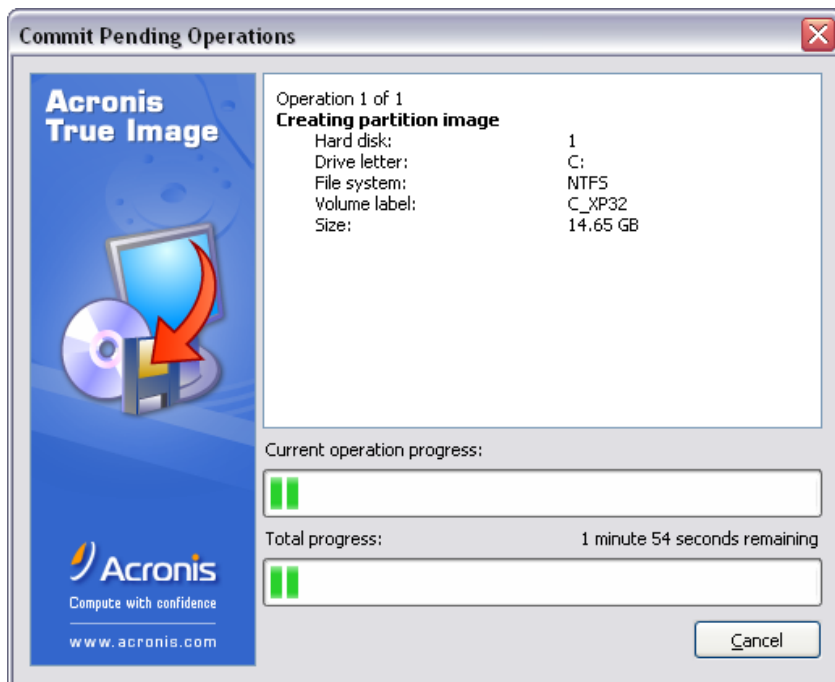 Commit Pending Operations
Acronis
True Image
Operation 1 of 1
Creating partition image
Hard disk: 1
Drive letter: C:
File system: NTFS
Volume label: C_XP32
Size: 14.65 GB
Current operation progress:
Total progress: 1 minute 54 seconds remaining
Acronis
Compute with confidence
www.acronis.com
Cancel